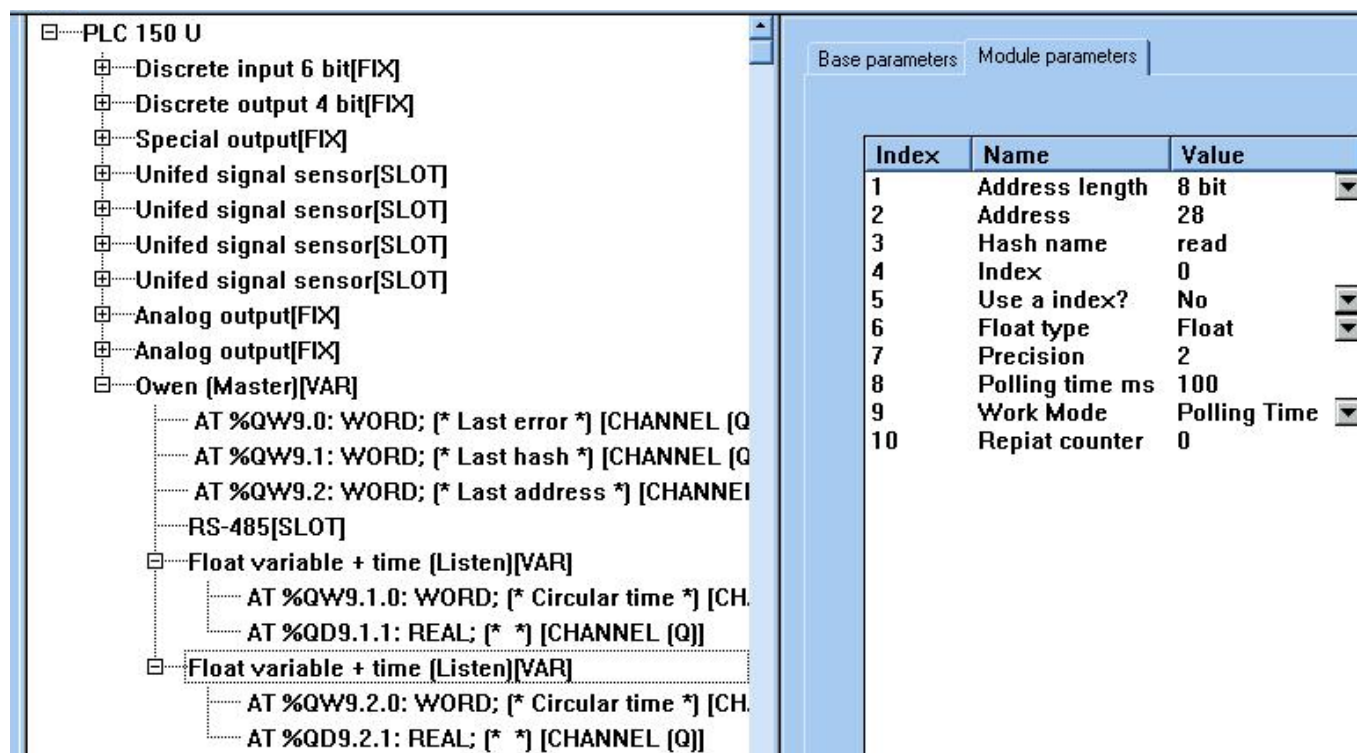 PLC 150 U
Discrete input 6 bit[FIX]
Discrete output 4 bit[FIX]
Special output[FIX]
Unifed signal sensor[SLOT]
Unifed signal sensor[SLOT]
Unifed signal sensor[SLOT]
Unifed signal sensor[SLOT]
Analog output[FIX]
Analog output[FIX]
Owen (Master)[VAR]
AT %QW9.0: WORD; (* Last error *) [CHANNEL (Q
AT %QW9.1: WORD; (* Last hash *) [CHANNEL (Q
AT %QW9.2: WORD; (* Last address *) [CHANNEL
RS-485[SLOT]
Float variable + time (Listen)[VAR]
AT %QW9.1.0: WORD; (* Circular time *) [CH
AT %QD9.1.1: REAL; (* *) [CHANNEL (Q)]
Float variable + time (Listen)[VAR]
AT %QW9.2.0: WORD; (* Circular time *) [CH
AT %QD9.2.1: REAL; (* *) [CHANNEL (Q)]
Base parameters Module parameters
Index Name Value
1 Address length 8 bit
2 Address 28
3 Hash name read
4 Index 0
5 Use a index? No
6 Float type Float
7 Precision 2
8 Polling time ms 100
9 Work Mode Polling Time
10 Repiat counter 0